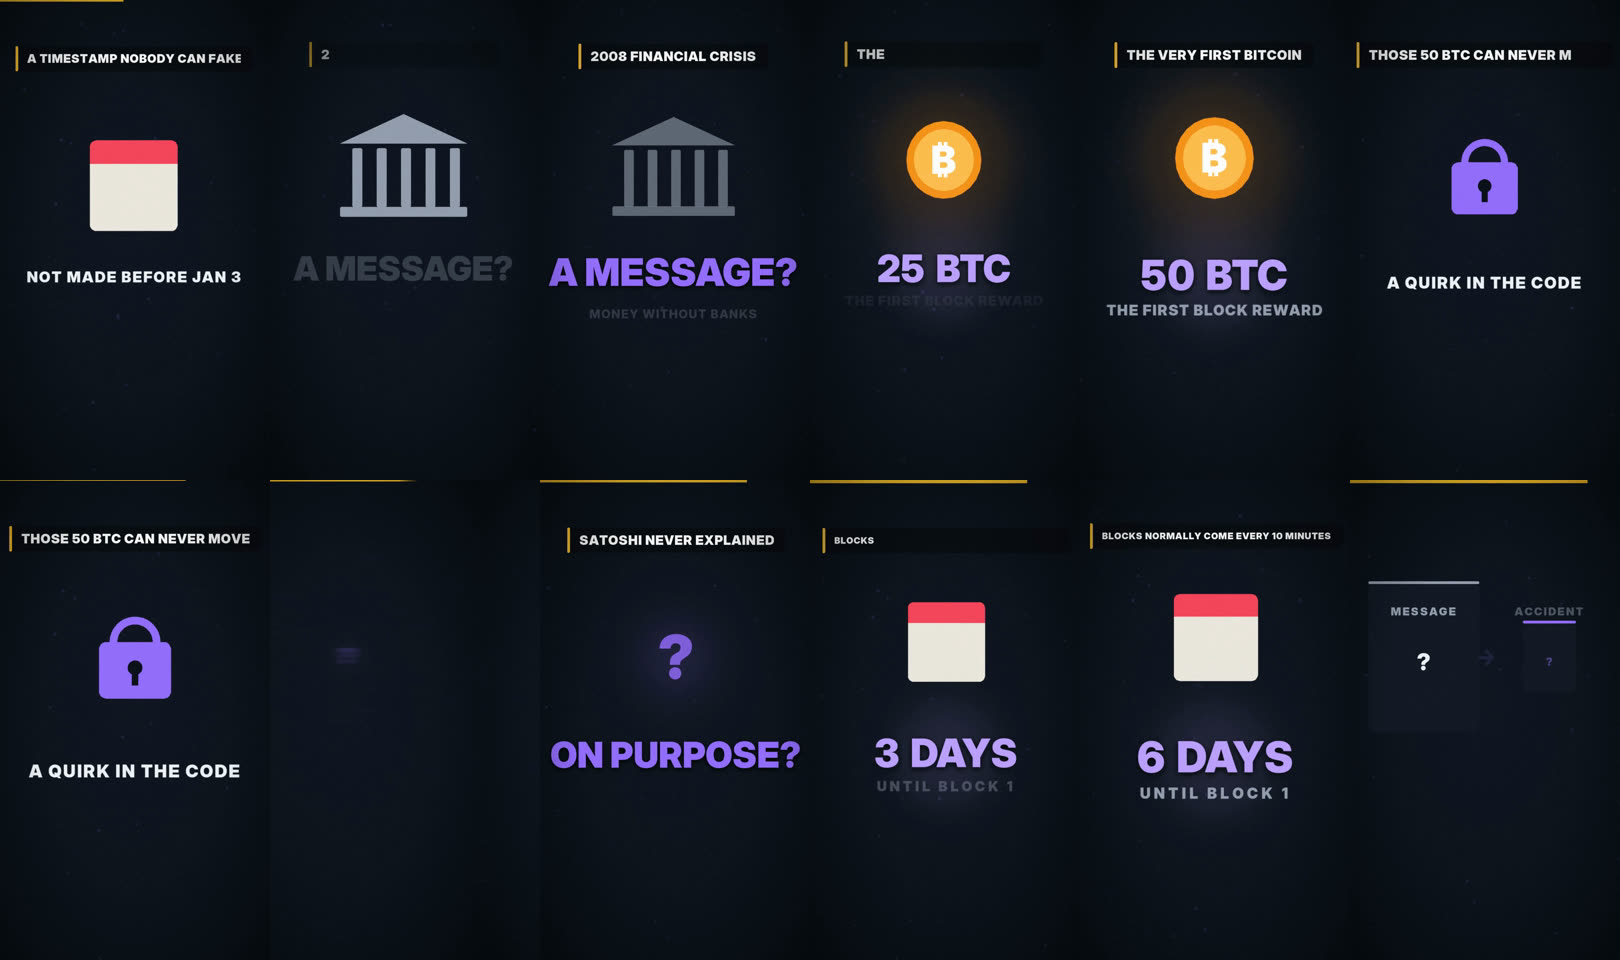 A TIMESTAMP NOBODY CAN FAKE
NOT MADE BEFORE JAN 3
2
A MESSAGE?
2008 FINANCIAL CRISIS
A MESSAGE?
MONEY WITHOUT BANKS
THE
25 BTC
THE FIRST BLOCK REWARD
THE VERY FIRST BITCOIN
50 BTC
THE FIRST BLOCK REWARD
THOSE 50 BTC CAN NEVER M
A QUIRK IN THE CODE
THOSE 50 BTC CAN NEVER MOVE
A QUIRK IN THE CODE
SATOSHI NEVER EXPLAINED
?
ON PURPOSE?
BLOCKS
3 DAYS
UNTIL BLOCK 1
BLOCKS NORMALLY COME EVERY 10 MINUTES
6 DAYS
UNTIL BLOCK 1
MESSAGE
?
ACCIDENT
?